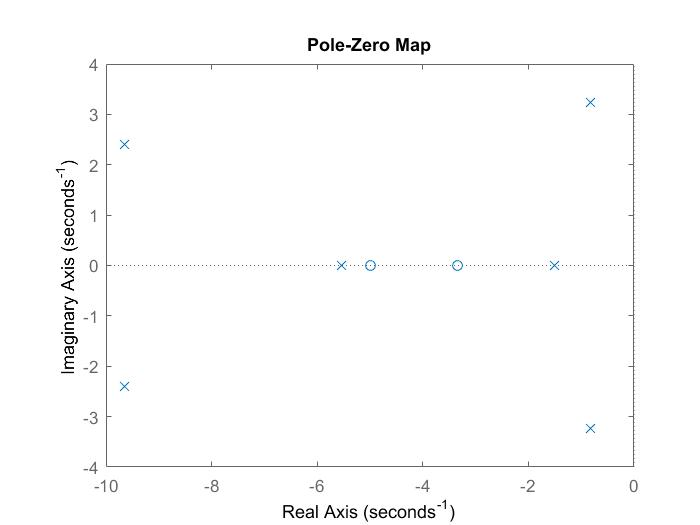 Pole-Zero Map
4
3
2
1
0
-1
-2
-3
-4
Imaginary Axis (seconds⁻¹)
-10 -8 -6 -4 -2 0
Real Axis (seconds⁻¹)